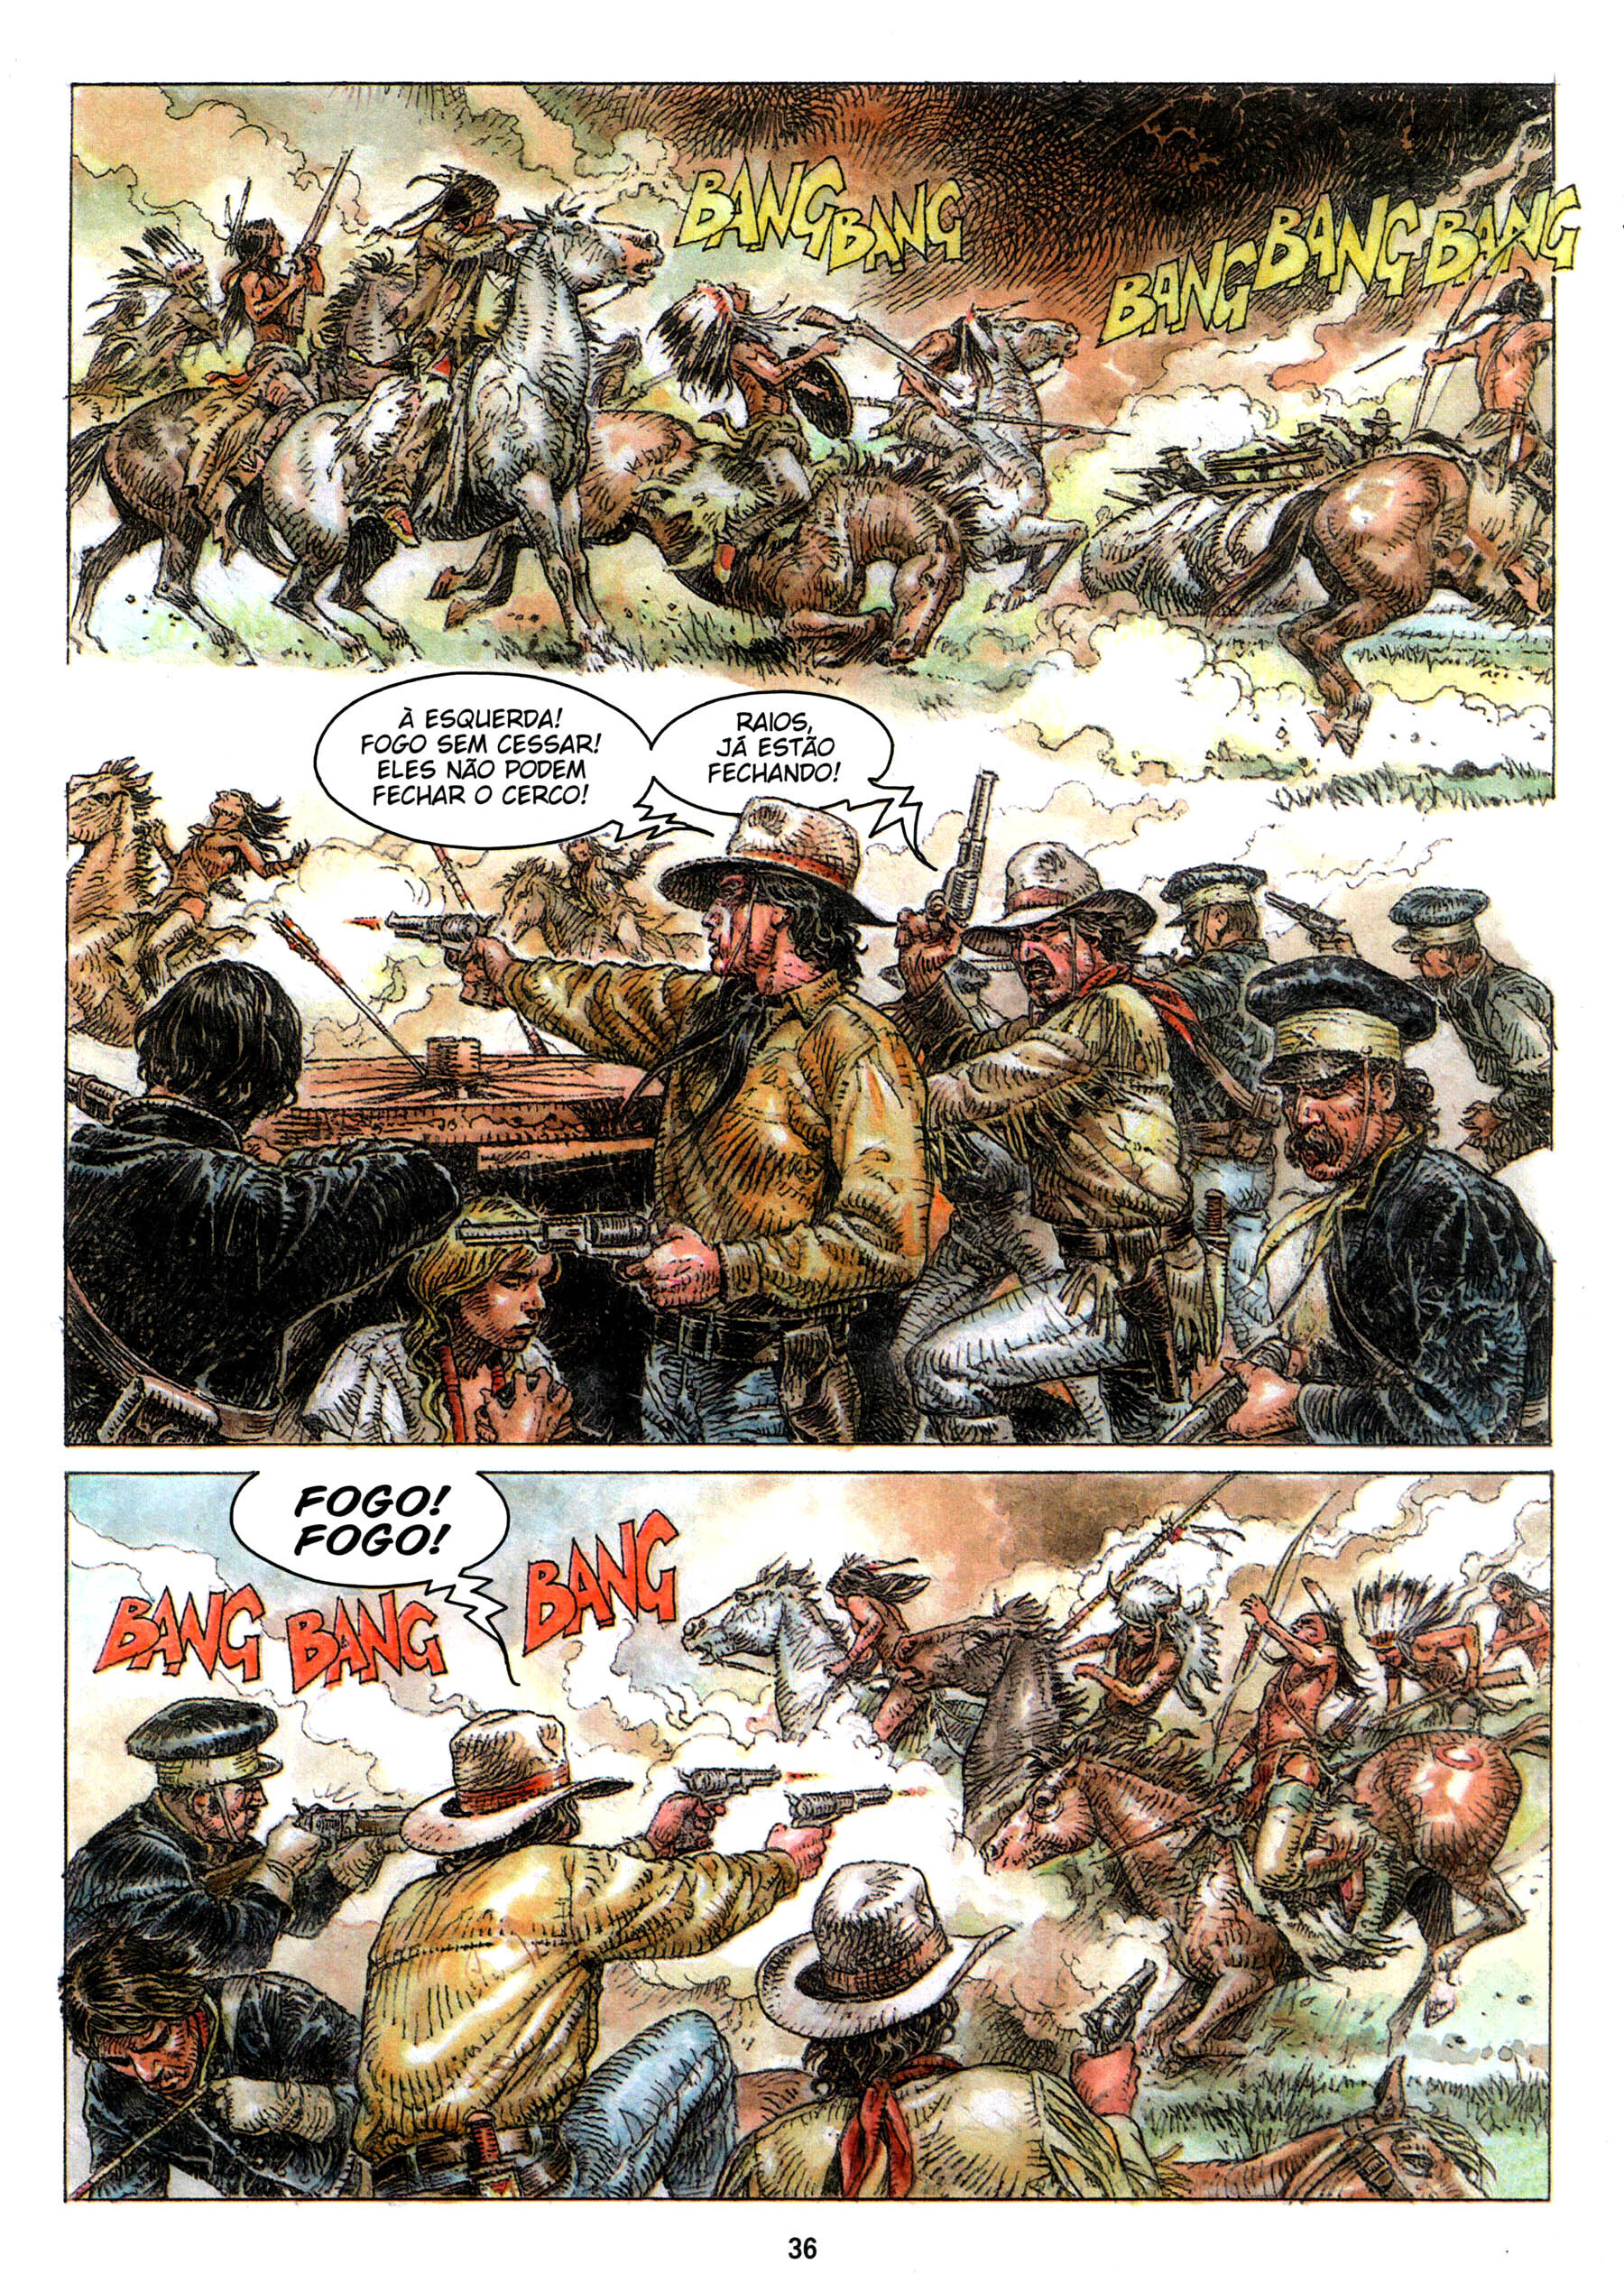 BANG BANG
BANG BANG BANG
À ESQUERDA!
FOGO SEM CESSAR!
ELES NÃO PODEM
FECHAR O CERCO!
RAIOS,
JÁ ESTÃO
FECHANDO!
FOGO!
FOGO!
BANG BANG BANG
36